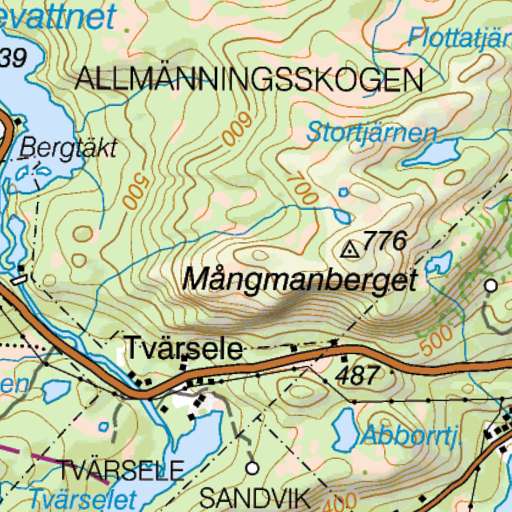 evattnet
Flottatjär
39
ALLMÄNNINGSSKOGEN
600
Stortjärnen
Bergtäkt
500
700
776
Mångmanberget
Tvärsele
500
487
en
Abborrtj.
TVÄRSELE
Tvärselet
SANDVIK
400